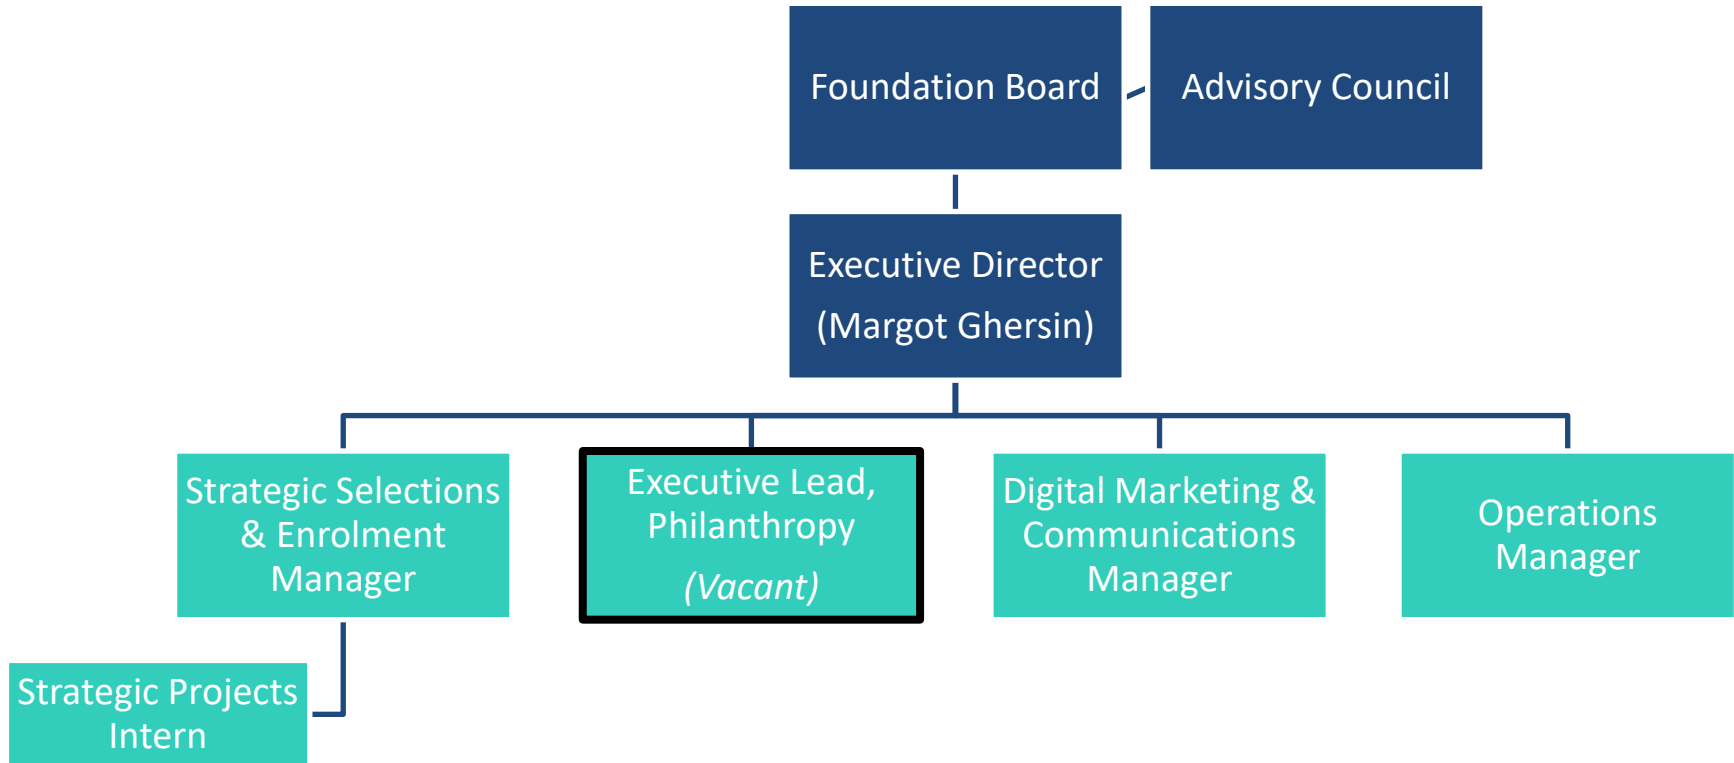 Foundation Board
Advisory Council
Executive Director
(Margot Ghersin)
Strategic Selections
& Enrolment
Manager
Executive Lead,
Philanthropy
(Vacant)
Digital Marketing &
Communications
Manager
Operations
Manager
Strategic Projects
Intern